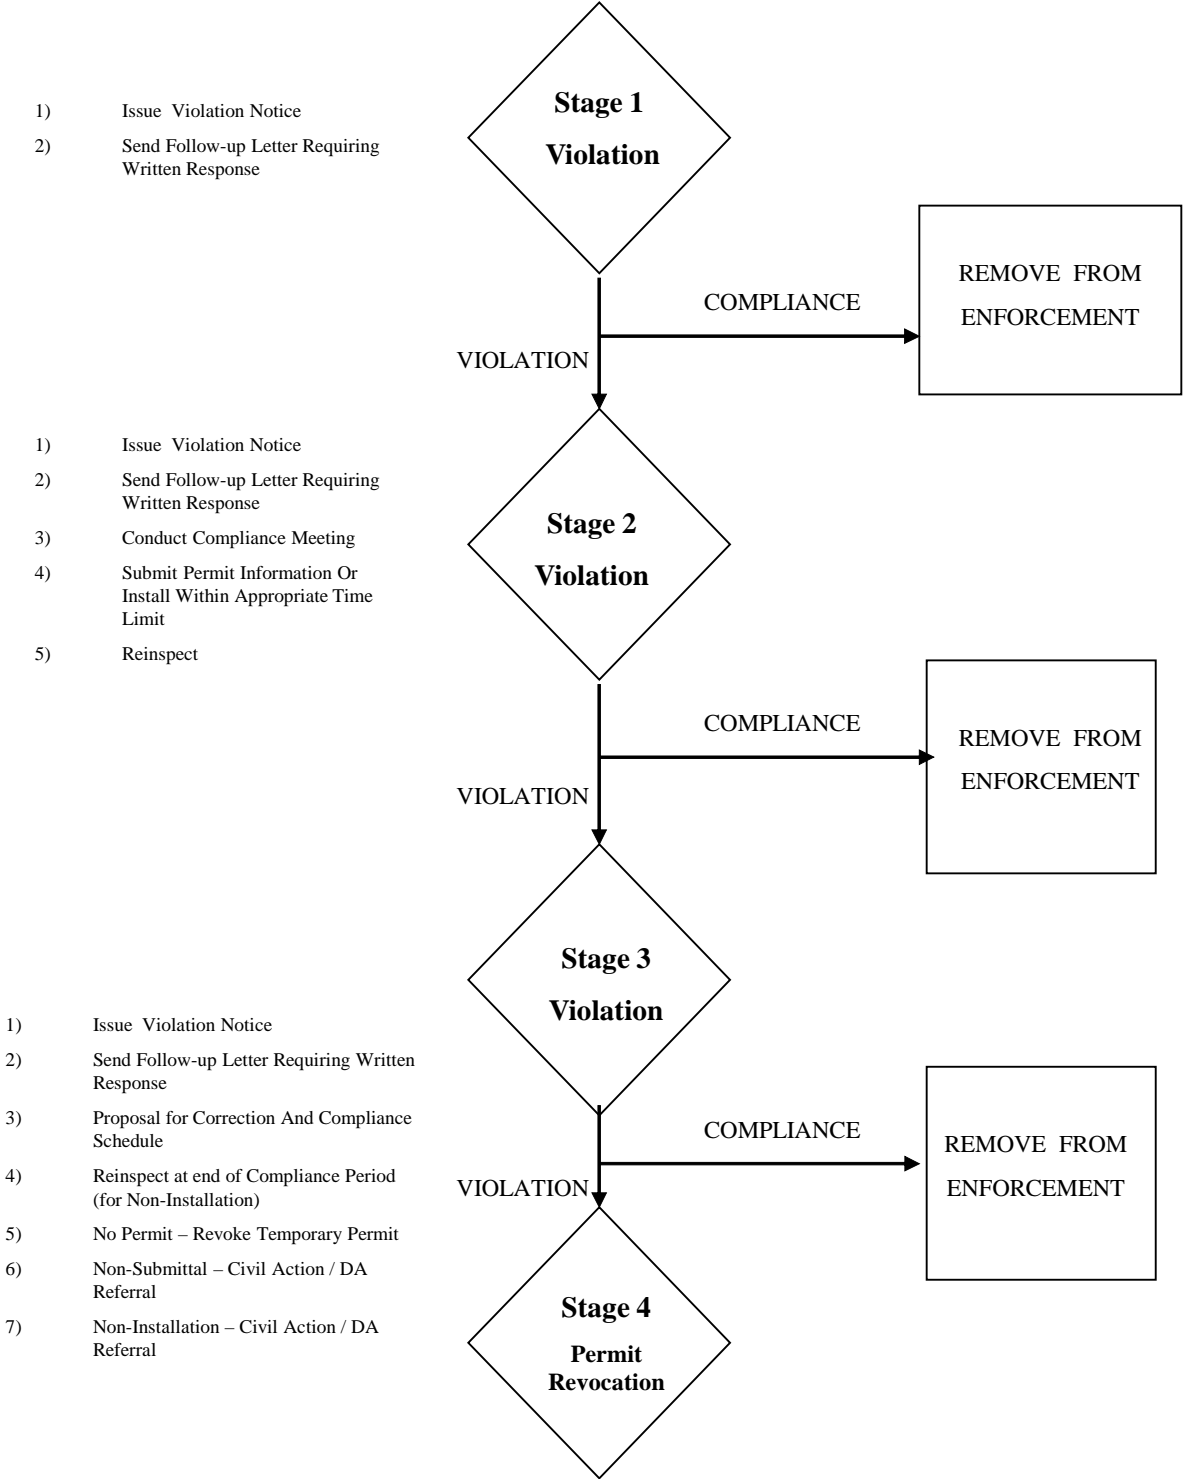 Stage 1
Violation
1) Issue Violation Notice
2) Send Follow-up Letter Requiring
Written Response
REMOVE FROM
ENFORCEMENT
COMPLIANCE
VIOLATION
1) Issue Violation Notice
2) Send Follow-up Letter Requiring
Written Response
3) Conduct Compliance Meeting
4) Submit Permit Information Or
Install Within Appropriate Time
Limit
5) Reinspect
Stage 2
Violation
COMPLIANCE
REMOVE FROM
ENFORCEMENT
VIOLATION
Stage 3
Violation
1) Issue Violation Notice
2) Send Follow-up Letter Requiring Written
Response
3) Proposal for Correction And Compliance
Schedule
4) Reinspect at end of Compliance Period
(for Non-Installation)
5) No Permit – Revoke Temporary Permit
6) Non-Submittal – Civil Action / DA
Referral
7) Non-Installation – Civil Action / DA
Referral
COMPLIANCE
REMOVE FROM
ENFORCEMENT
VIOLATION
Stage 4
Permit
Revocation